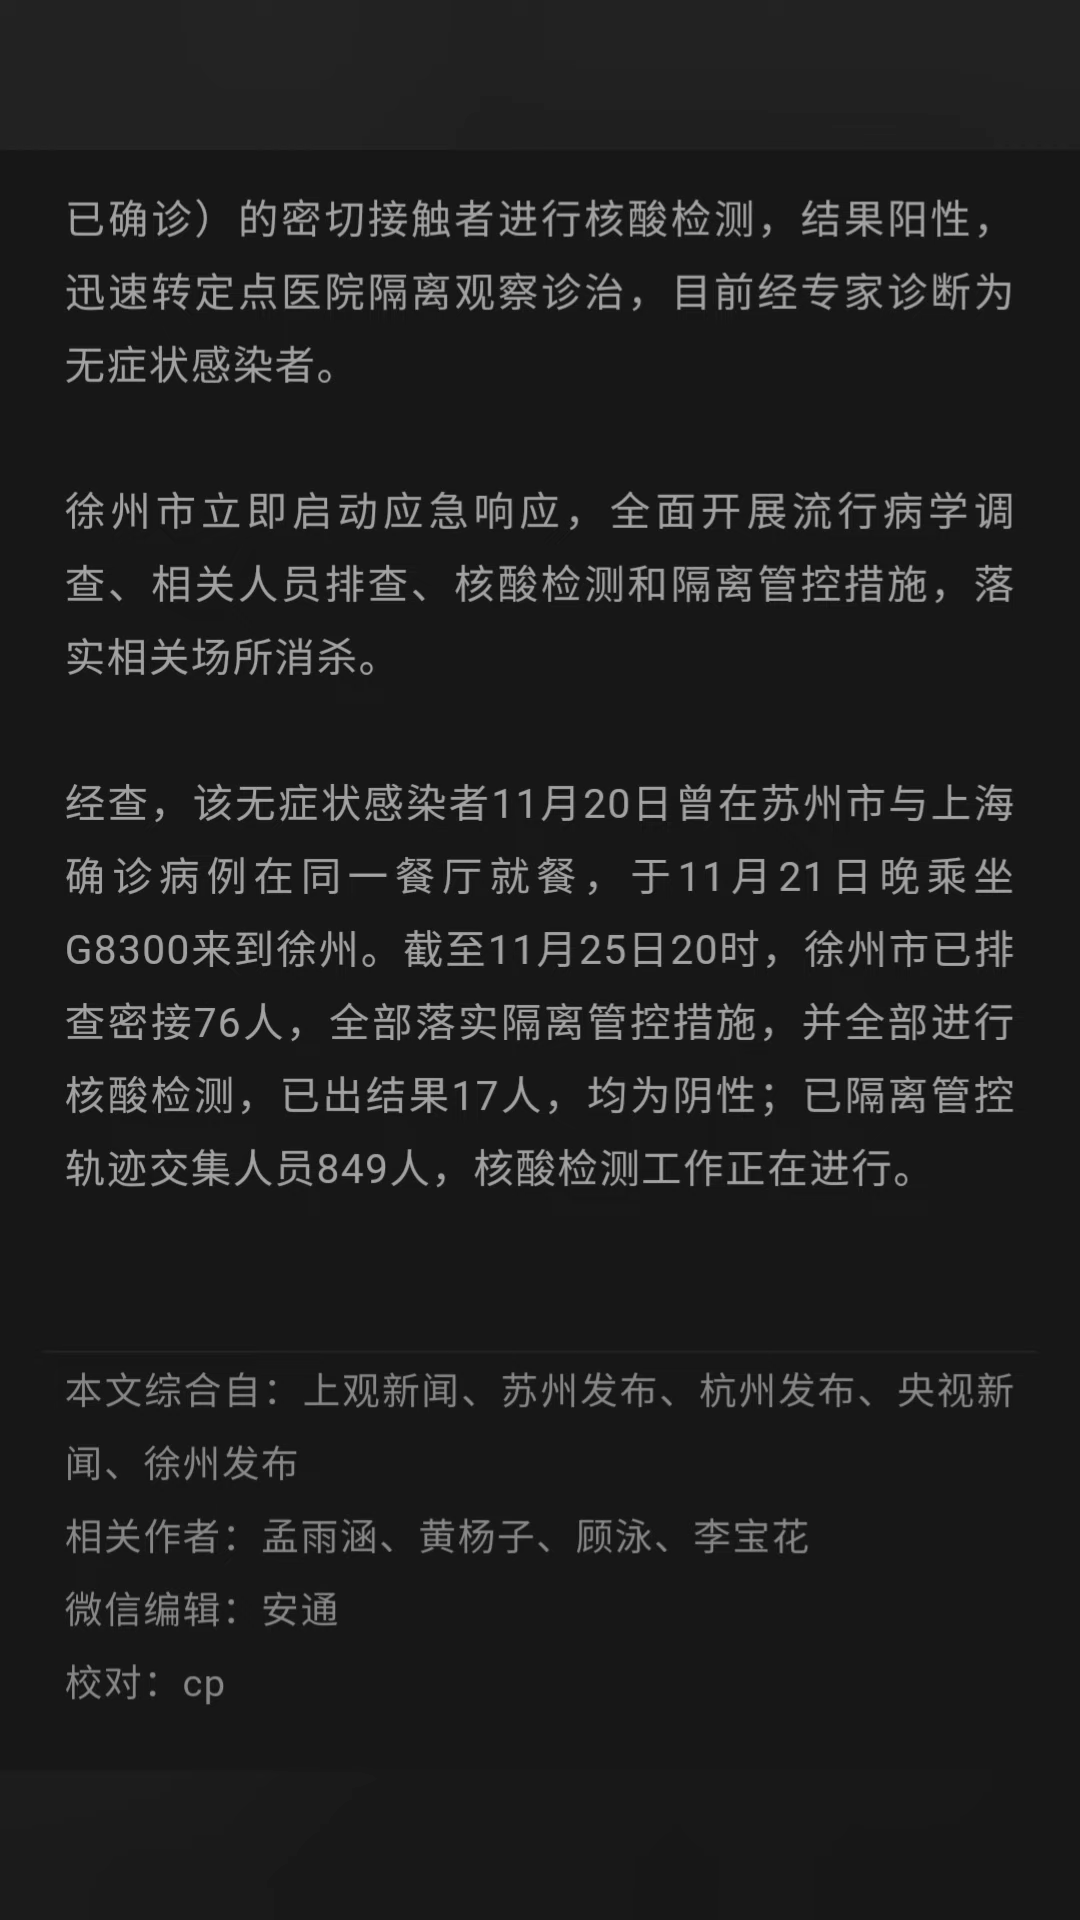 已确诊）的密切接触者进行核酸检测，结果阳性，
迅速转定点医院隔离观察诊治，目前经专家诊断为
无症状感染者。
徐州市立即启动应急响应，全面开展流行病学调
查、相关人员排查、核酸检测和隔离管控措施，落
实相关场所消杀。
经查，该无症状感染者11月20日曾在苏州市与上海
确诊病例在同一餐厅就餐，于11月21日晚乘坐
G8300来到徐州。截至11月25日20时，徐州市已排
查密接76人，全部落实隔离管控措施，并全部进行
核酸检测，已出结果17人，均为阴性；已隔离管控
轨迹交集人员849人，核酸检测工作正在进行。
本文综合自：上观新闻、苏州发布、杭州发布、央视新
闻、徐州发布
相关作者：孟雨涵、黄杨子、顾泳、李宝花
微信编辑：安通
校对：cp